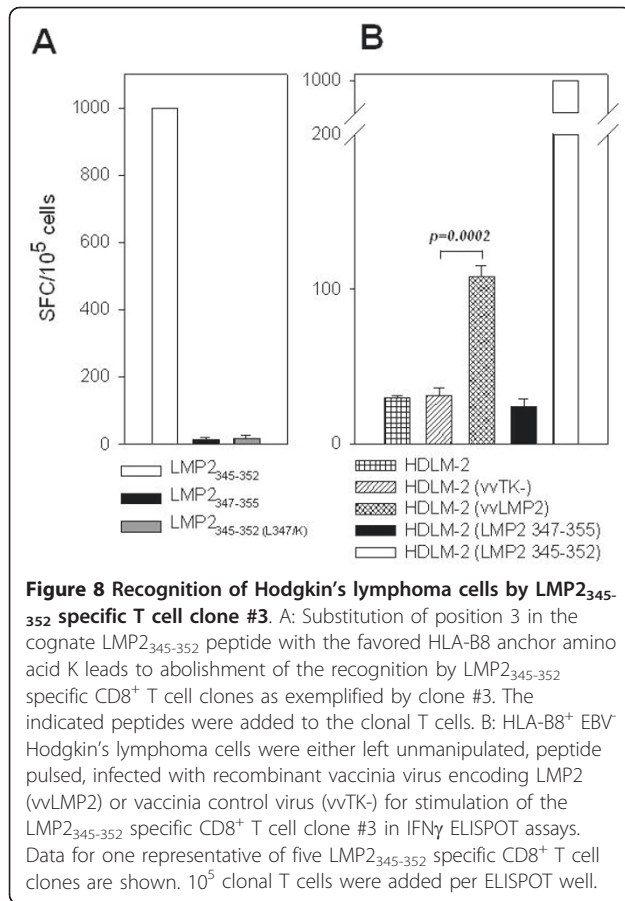 A
B
1000
800
600
400
200
0
SFC/10⁵ cells
1000
200
100
0
p=0.0002
LMP2₃₄₅₋₃₅₂
LMP2₃₄₇₋₃₅₅
LMP2₃₄₅₋₃₅₂ ₍L347/K₎
HDLM-2
HDLM-2 (vvTK-)
HDLM-2 (vvLMP2)
HDLM-2 (LMP2 347-355)
HDLM-2 (LMP2 345-352)
Figure 8 Recognition of Hodgkin's lymphoma cells by LMP2₃₄₅₋
₃₅₂ specific T cell clone #3. A: Substitution of position 3 in the
cognate LMP2₃₄₅₋₃₅₂ peptide with the favored HLA-B8 anchor amino
acid K leads to abolishment of the recognition by LMP2₃₄₅₋₃₅₂
specific CD8⁺ T cell clones as exemplified by clone #3. The
indicated peptides were added to the clonal T cells. B: HLA-B8⁺ EBV⁻
Hodgkin's lymphoma cells were either left unmanipulated, peptide
pulsed, infected with recombinant vaccinia virus encoding LMP2
(vvLMP2) or vaccinia control virus (vvTK-) for stimulation of the
LMP2₃₄₅₋₃₅₂ specific CD8⁺ T cell clone #3 in IFNγ ELISPOT assays.
Data for one representative of five LMP2₃₄₅₋₃₅₂ specific CD8⁺ T cell
clones are shown. 10⁵ clonal T cells were added per ELISPOT well.